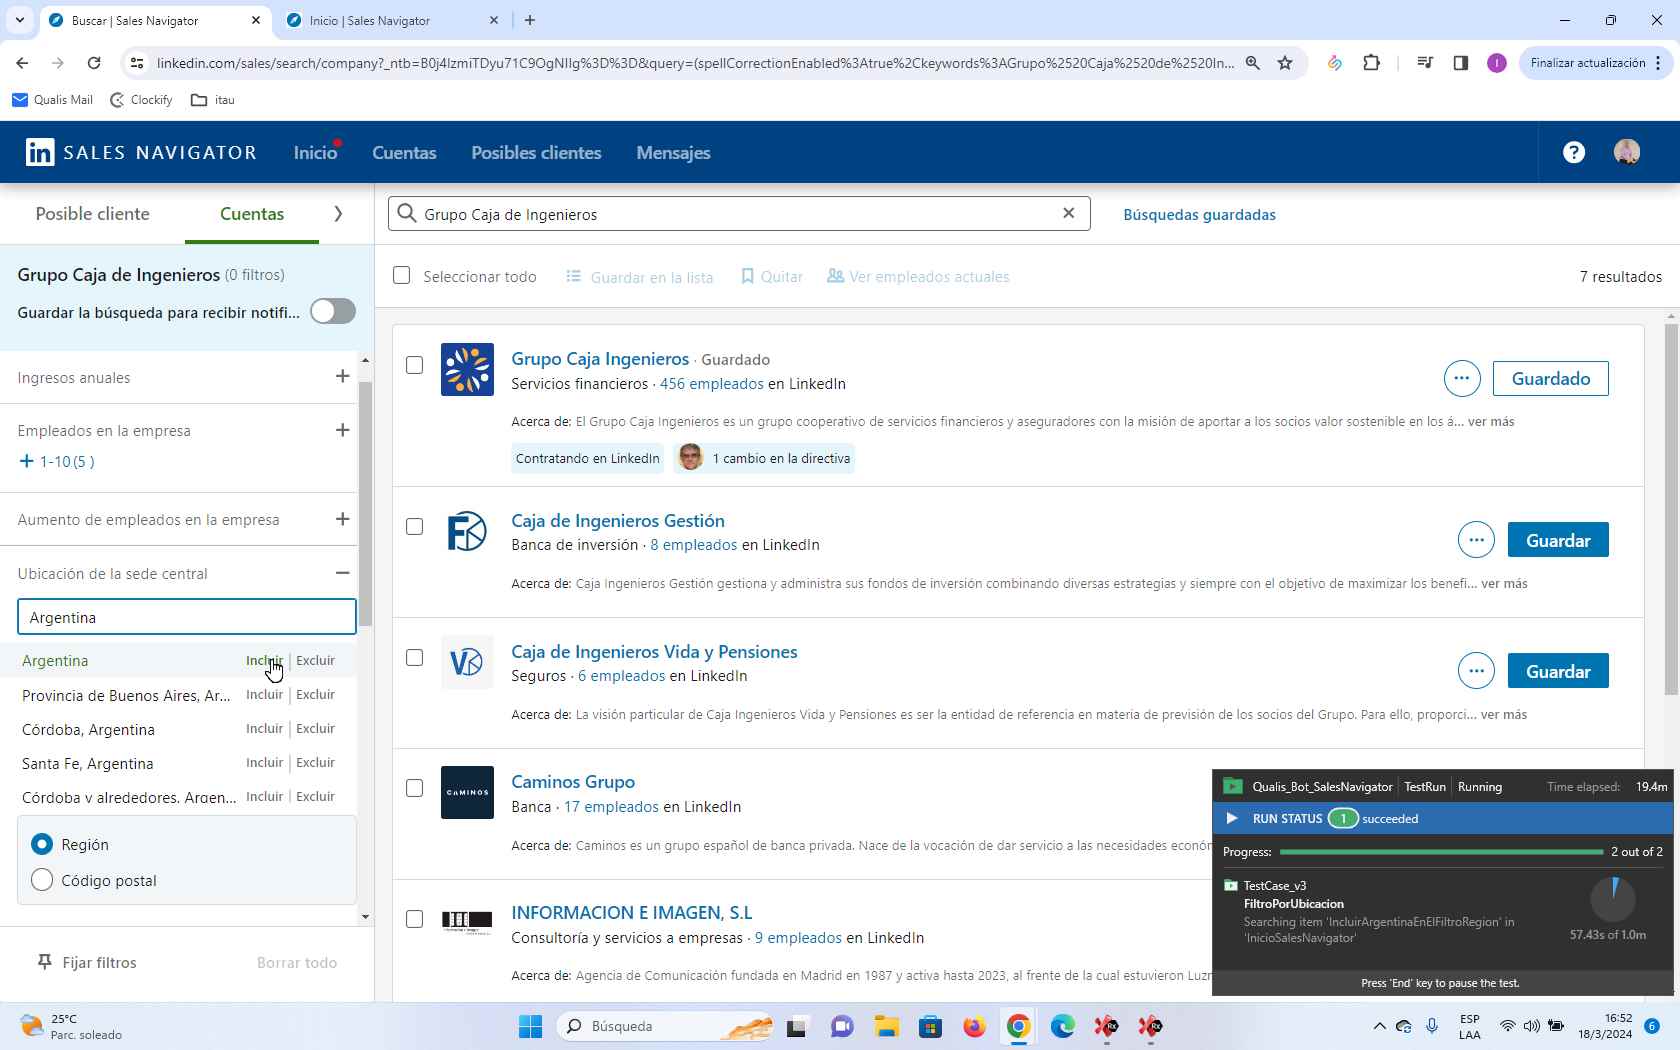 Buscar | Sales Navigator
Inicio | Sales Navigator
linkedin.com/sales/search/company?_ntb=B0j4lzmiTDyu71C9OgNIlg%3D%3D&query=(spellCorrectionEnabled%3Atrue%2Ckeywords%3AGrupo%2520Caja%2520de%2520In...
Finalizar actualización
Qualis Mail
Clockify
itau
in SALES NAVIGATOR
Inicio
Cuentas
Posibles clientes
Mensajes
Posible cliente
Cuentas
Grupo Caja de Ingenieros
Búsquedas guardadas
Grupo Caja de Ingenieros (0 filtros)
Guardar la búsqueda para recibir notifi...
Seleccionar todo
Guardar en la lista
Quitar
Ver empleados actuales
7 resultados
Ingresos anuales
Empleados en la empresa
1-10 (5 )
Aumento de empleados en la empresa
Ubicación de la sede central
Argentina
Argentina Incluir Excluir
Provincia de Buenos Aires, Ar... Incluir Excluir
Córdoba, Argentina Incluir Excluir
Santa Fe, Argentina Incluir Excluir
Córdoba y alrededores, Argen... Incluir Excluir
Región
Código postal
Fijar filtros
Borrar todo
Grupo Caja Ingenieros · Guardado
Servicios financieros · 456 empleados en LinkedIn
Guardado
Acerca de: El Grupo Caja Ingenieros es un grupo cooperativo de servicios financieros y aseguradores con la misión de aportar a los socios valor sostenible en los á... ver más
Contratando en LinkedIn
1 cambio en la directiva
Caja de Ingenieros Gestión
Banca de inversión · 8 empleados en LinkedIn
Guardar
Acerca de: Caja Ingenieros Gestión gestiona y administra sus fondos de inversión combinando diversas estrategias y siempre con el objetivo de maximizar los benefi... ver más
Caja de Ingenieros Vida y Pensiones
Seguros · 6 empleados en LinkedIn
Guardar
Acerca de: La visión particular de Caja Ingenieros Vida y Pensiones es ser la entidad de referencia en materia de previsión de los socios del Grupo. Para ello, proporci... ver más
CAMINOS
Caminos Grupo
Banca · 17 empleados en LinkedIn
Acerca de: Caminos es un grupo español de banca privada. Nace de la vocación de dar servicio a las necesidades econó
INFORMACION E IMAGEN, S.L
Consultoría y servicios a empresas · 9 empleados en LinkedIn
Acerca de: Agencia de Comunicación fundada en Madrid en 1987 y activa hasta 2023, al frente de la cual estuvieron Luz
Qualis_Bot_SalesNavigator TestRun Running Time elapsed: 19.4m
RUN STATUS 1 succeeded
Progress: 2 out of 2
TestCase_v3
FiltroPorUbicacion
Searching item 'IncluirArgentinaEnElFiltroRegion' in
'InicioSalesNavigator'
57.43s of 1.0m
Press 'End' key to pause the test.
25°C
Parc. soleado
Búsqueda
ESP
LAA
16:52
18/3/2024
6